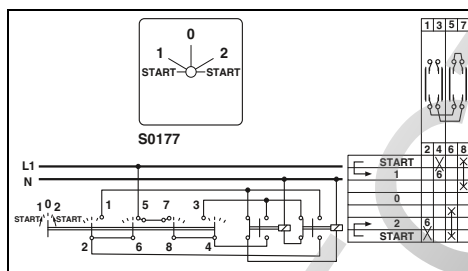 0
1 2
START START
S0177
1 3 5 7
2 4 6 8
L1
N
START
1 6
0
2 6
START
1 0 2
START START
1 5 7 3
2 6 8 4